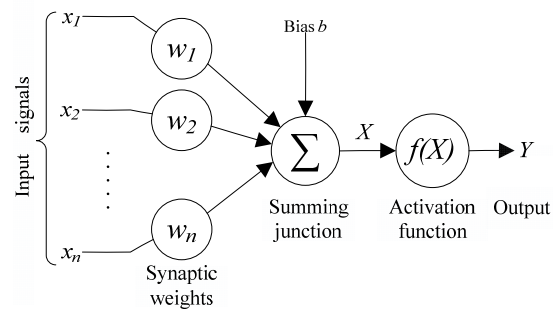 Input signals
x1
x2
xn
w1
w2
wn
Synaptic
weights
Bias b
Σ
Summing
junction
X
f(X)
Activation
function
Y
Output